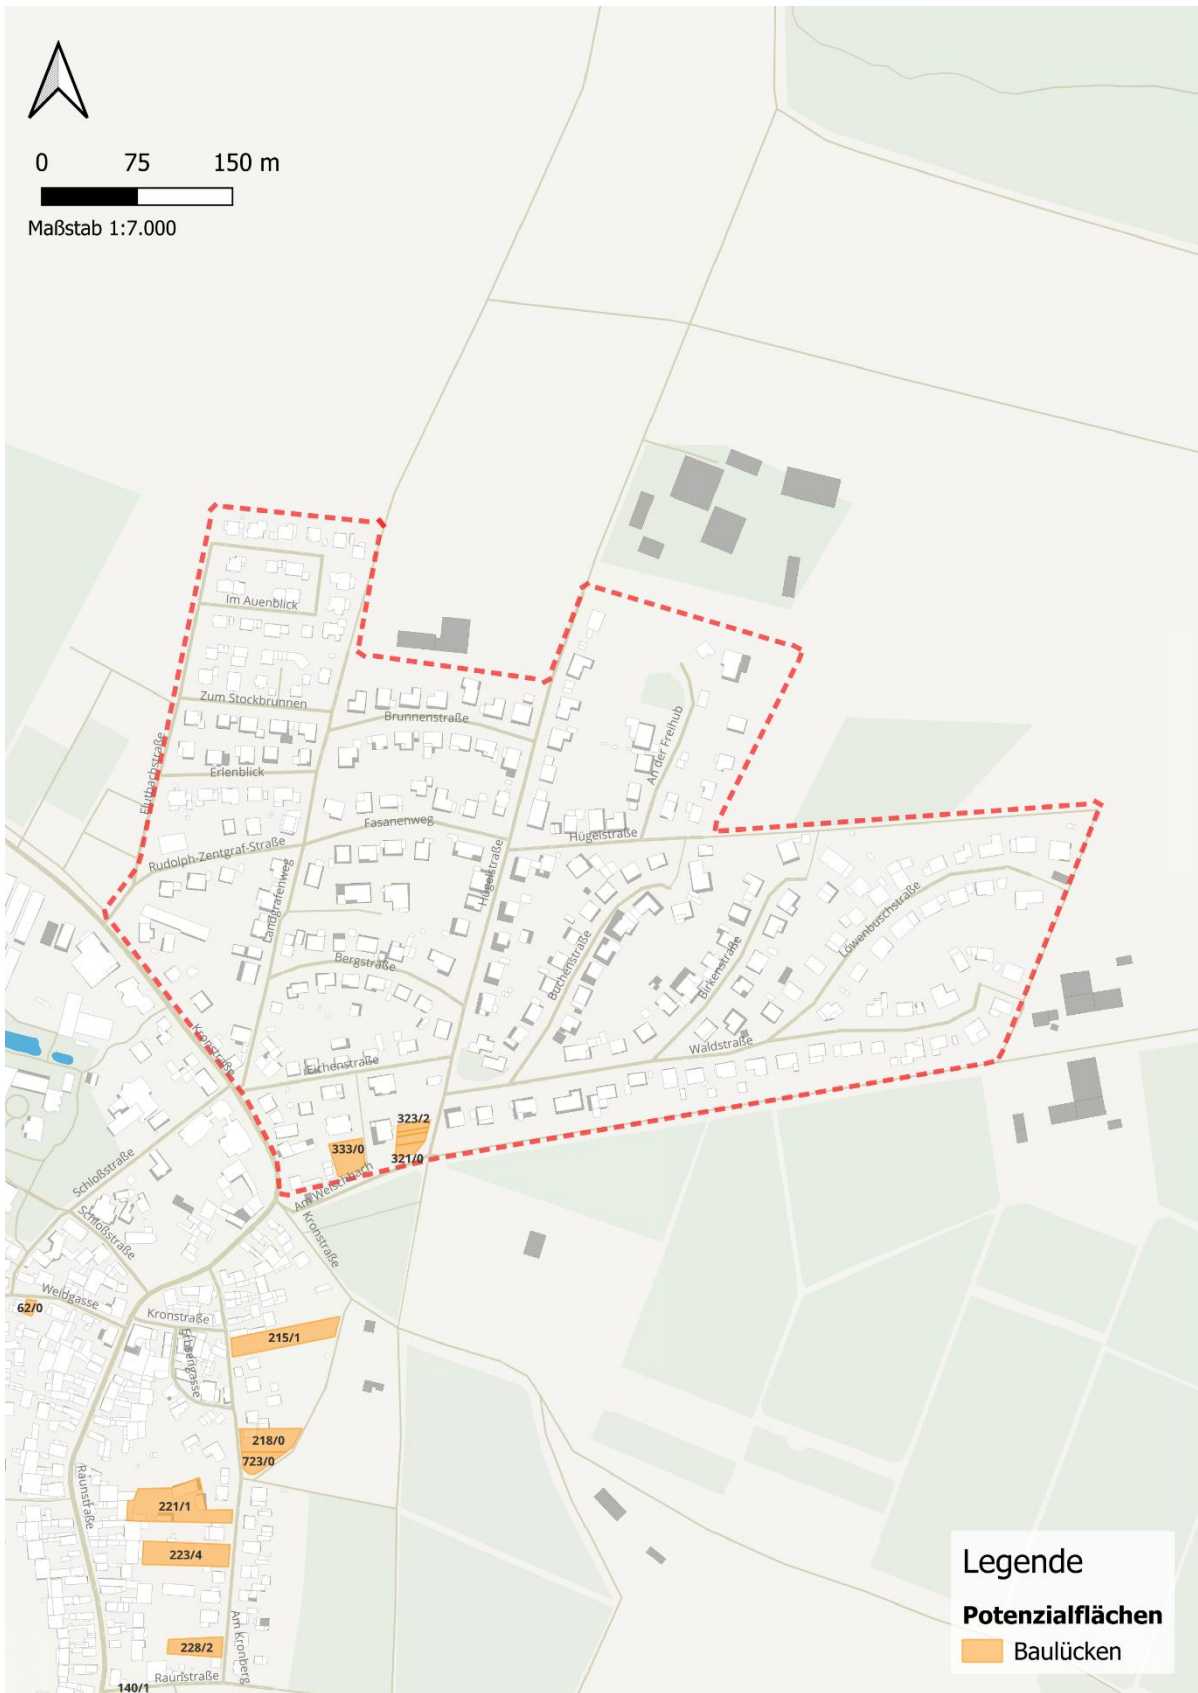 0 75 150 m
Maßstab 1:7.000
Im Auenblick
Zum Stockbrunnen
Brunnenstraße
An der Freihub
Flutbachstraße
Erlenblick
Fasanenweg
Hügelstraße
Rudolph-Zentgraf-Straße
Hügelstraße
Landgrafenweg
Löwenbuschstraße
Buchenstraße
Birkenstraße
Bergstraße
Kronstraße
Waldstraße
Eichenstraße
323/2
333/0
321/0
Am Welschbach
Schloßstraße
Schloßstraße
Kronstraße
Weidgasse
62/0
Kronstraße
215/1
Erbsengasse
218/0
723/0
Raunstraße
221/1
223/4
Am Kronberg
228/2
Raunstraße
140/1
Legende
Potenzialflächen
Baulücken